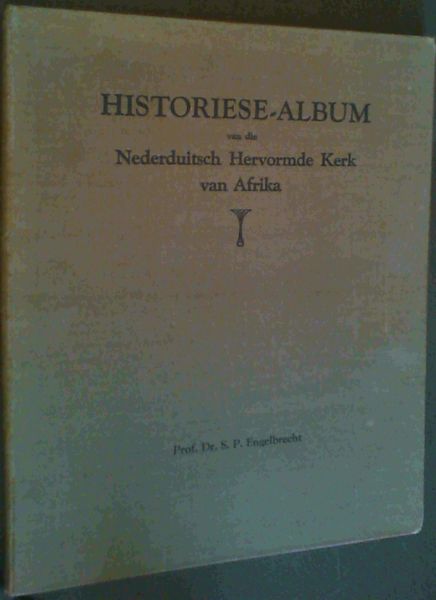 HISTORIESE-ALBUM
van die
Nederduitsch Hervormde Kerk
van Afrika
Prof. Dr. S. P. Engelbrecht